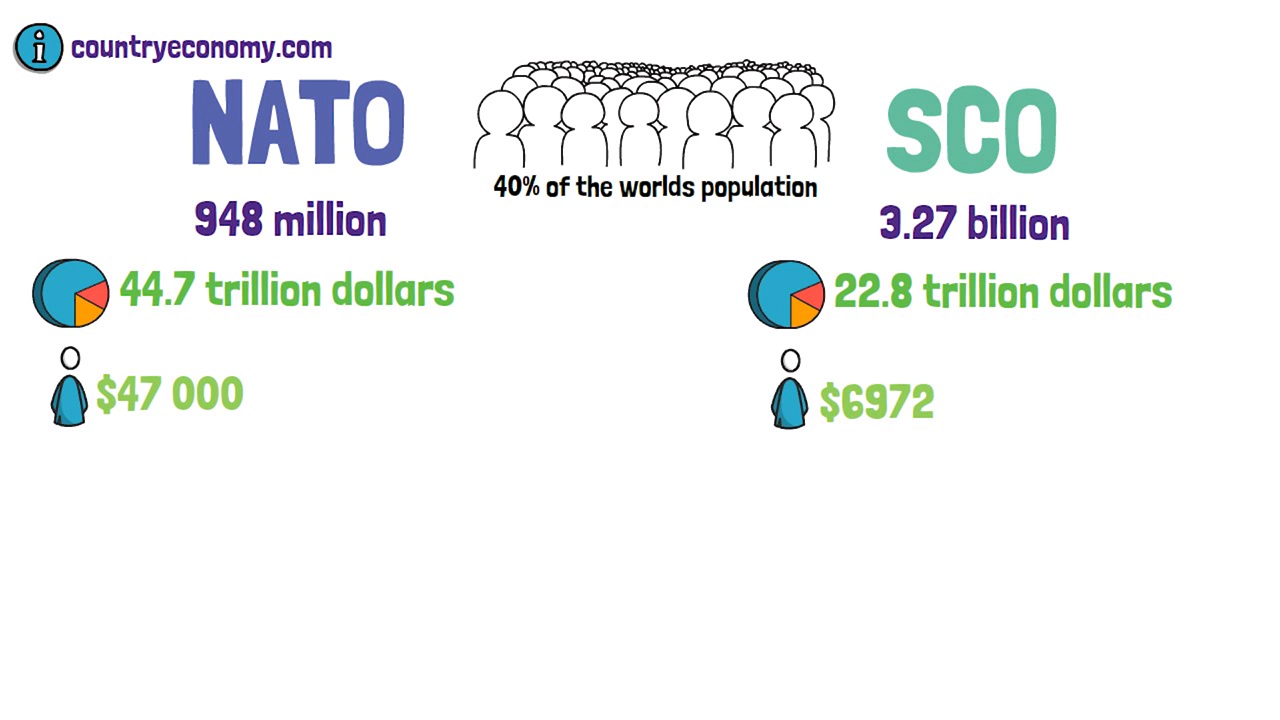 countryeconomy.com
NATO
SCO
40% of the worlds population
948 million
3.27 billion
44.7 trillion dollars
22.8 trillion dollars
$47 000
$6972